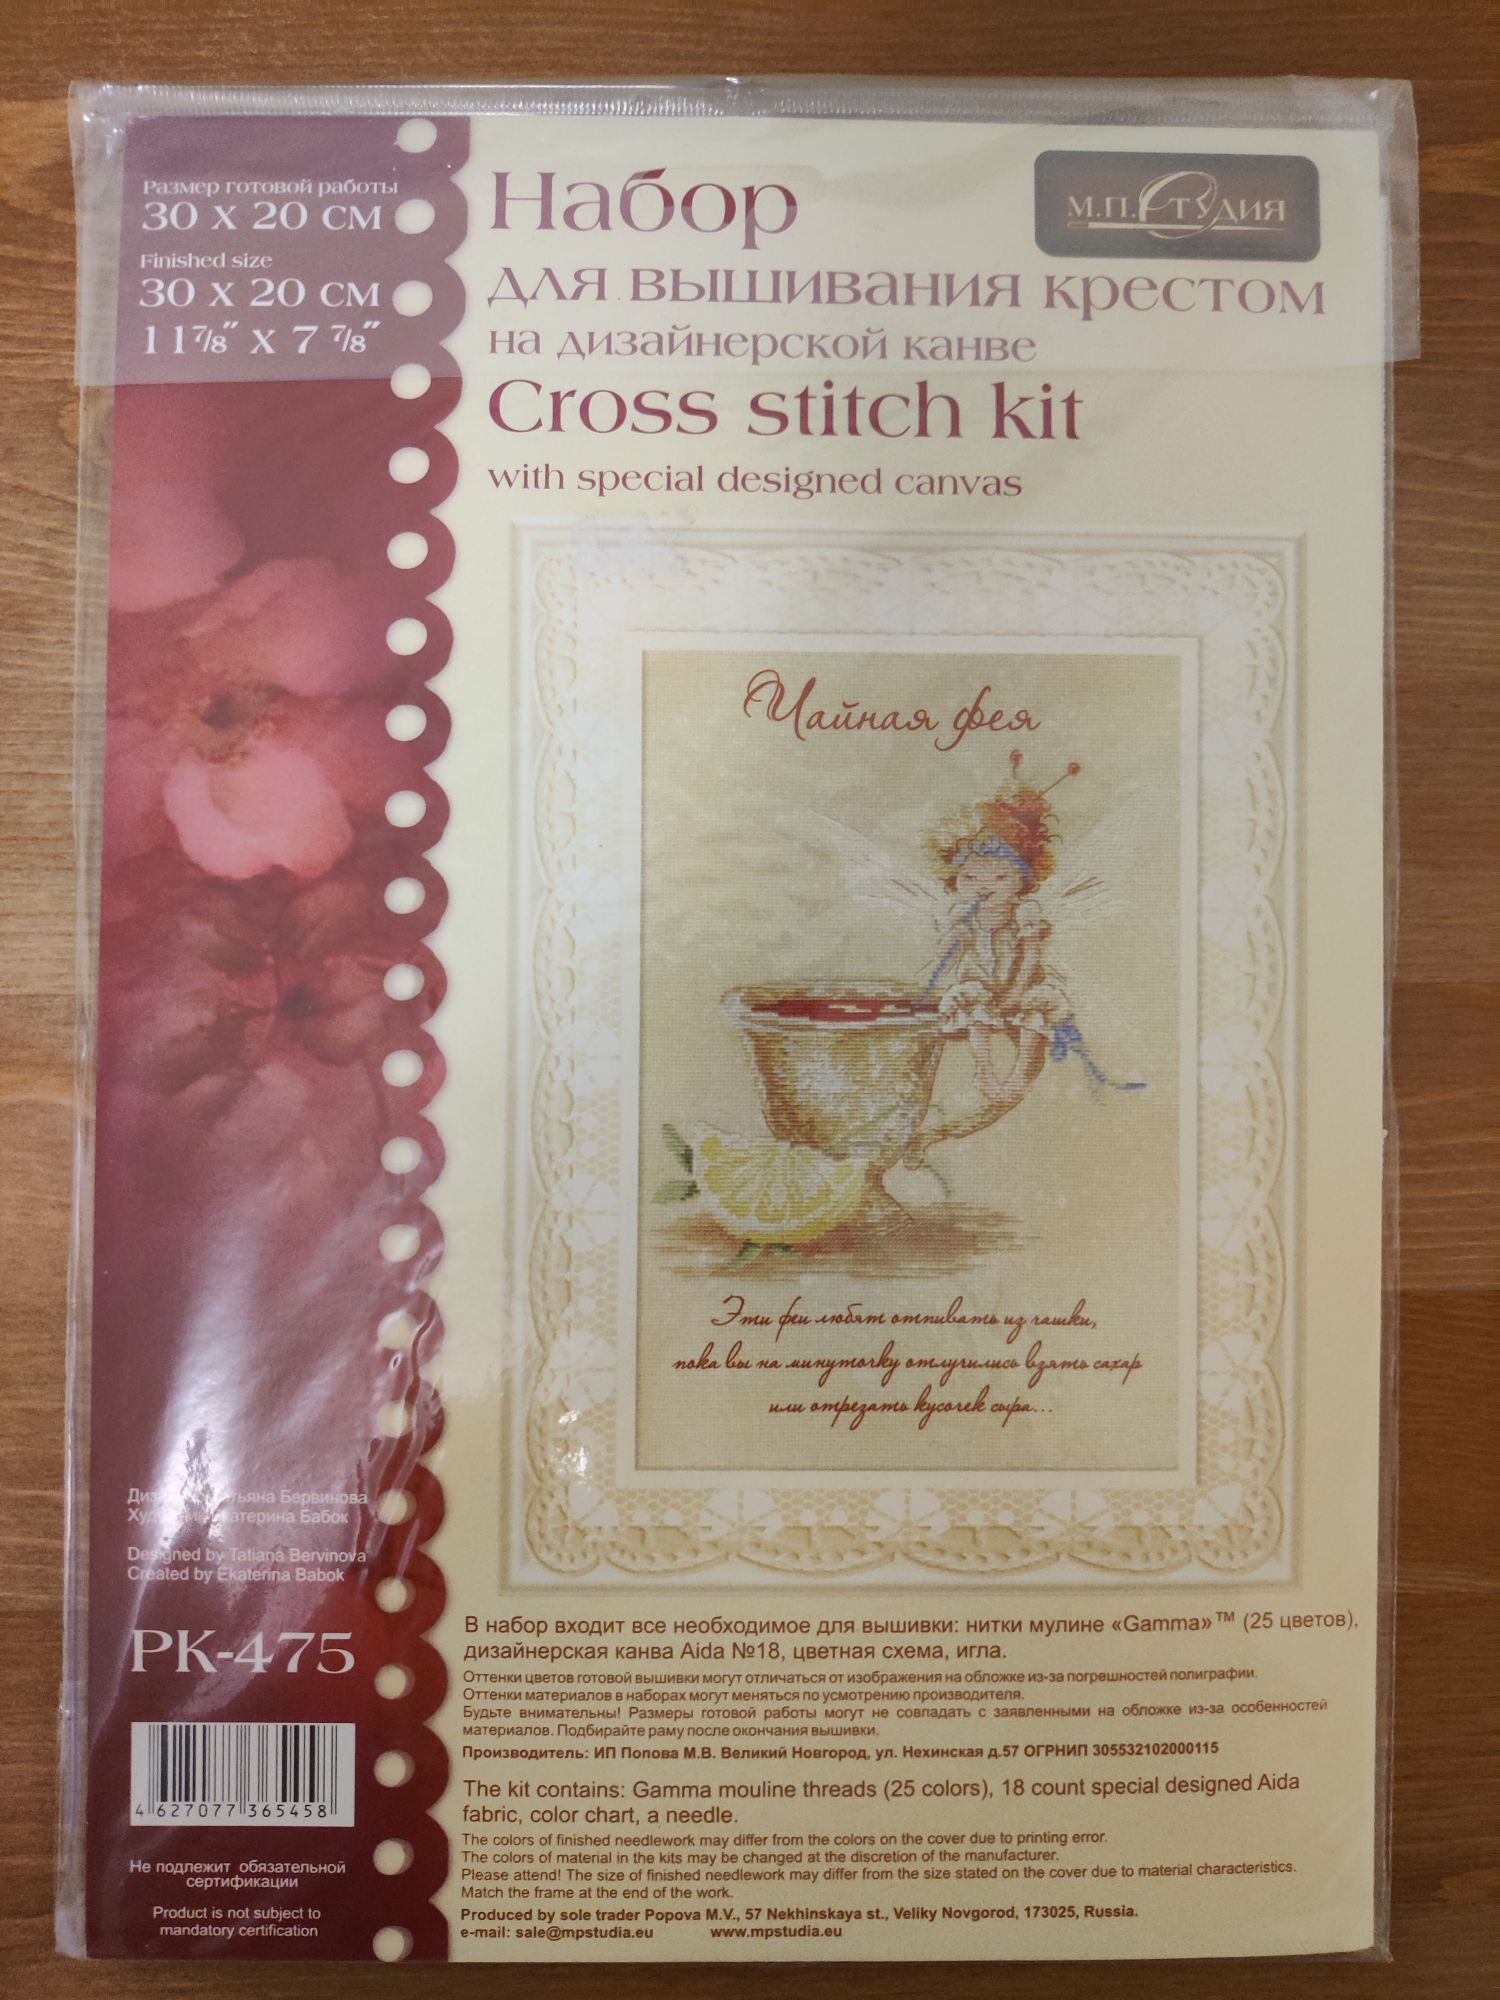 Размер готовой работы
30 х 20 см
Finished size
30 x 20 см
11⅞" x 7 ⅞"
Набор
для вышивания крестом
на дизайнерской канве
Cross stitch kit
with special designed canvas
М.П.Студия
Чайная фея
Эти феи любят отпивать из чашки,
пока вы на минуточку отлучились взять сахар
или отрезать кусочек сыра...
Татьяна Бервинова
Екатерина Бабок
Designed by Tatiana Bervinova
Created by Ekaterina Babok
РК-475
4 627077 365458
Не подлежит обязательной
сертификации
Product is not subject to
mandatory certification
В набор входит все необходимое для вышивки: нитки мулине «Gamma»™ (25 цветов),
дизайнерская канва Aida №18, цветная схема, игла.
Оттенки цветов готовой вышивки могут отличаться от изображения на обложке из-за погрешностей полиграфии.
Оттенки материалов в наборах могут меняться по усмотрению производителя.
Будьте внимательны! Размеры готовой работы могут не совпадать с заявленными на обложке из-за особенностей
материалов. Подбирайте раму после окончания вышивки.
Производитель: ИП Попова М.В. Великий Новгород, ул. Нехинская д.57 ОГРНИП 305532102000115
The kit contains: Gamma mouline threads (25 colors), 18 count special designed Aida
fabric, color chart, a needle.
The colors of finished needlework may differ from the colors on the cover due to printing error.
The colors of material in the kits may be changed at the discretion of the manufacturer.
Please attend! The size of finished needlework may differ from the size stated on the cover due to material characteristics.
Match the frame at the end of the work.
Produced by sole trader Popova M.V., 57 Nekhinskaya st., Veliky Novgorod, 173025, Russia.
e-mail: sale@mpstudia.eu www.mpstudia.eu